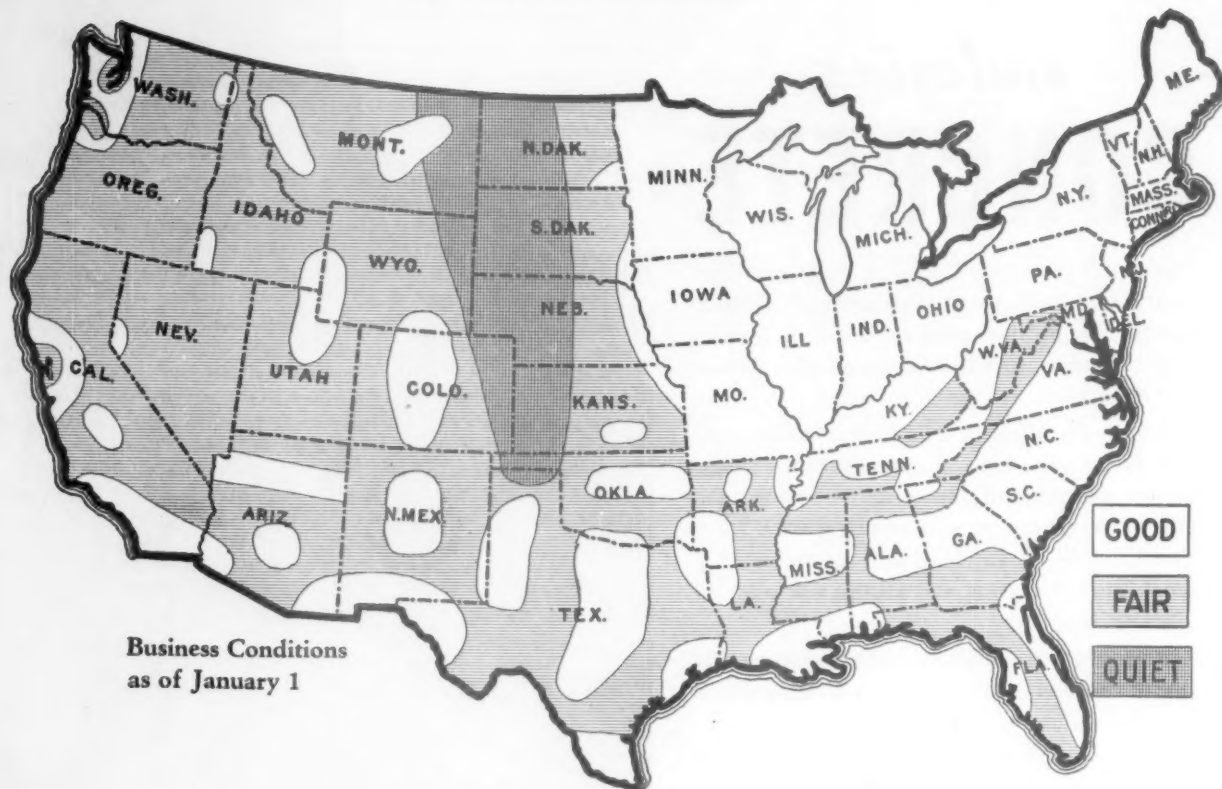 WASH.
MONT.
N.DAK.
MINN.
ME.
VT.
N.H.
OREG.
IDAHO
S.DAK.
WIS.
MICH.
N.Y.
MASS.
CONN.
WYO.
NEB.
IOWA
PA.
N.J.
NEV.
ILL
IND.
OHIO
MD.
DEL.
CAL.
UTAH
COLO.
KANS.
MO.
W.VA.
VA.
KY.
N.C.
TENN.
ARIZ.
N.MEX.
OKLA.
ARK.
S.C.
MISS.
ALA.
GA.
TEX.
LA.
FLA.
GOOD
FAIR
QUIET
Business Conditions
as of January 1